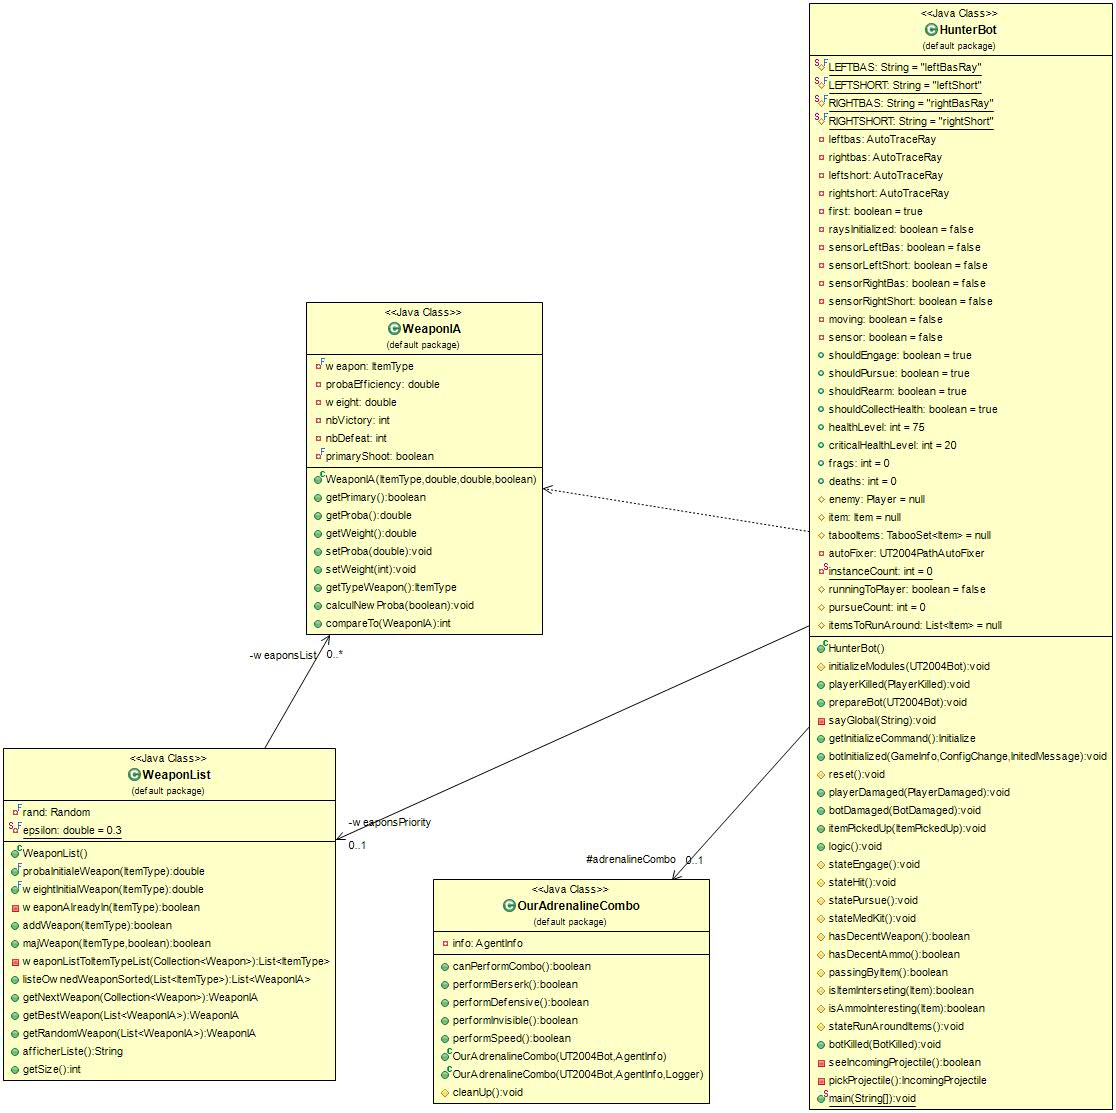 <<Java Class>>
HunterBot
(default package)
LEFTBAS: String = "leftBasRay"
LEFTSHORT: String = "leftShort"
RIGHTBAS: String = "rightBasRay"
RIGHTSHORT: String = "rightShort"
leftbas: AutoTraceRay
rightbas: AutoTraceRay
leftshort: AutoTraceRay
rightshort: AutoTraceRay
first: boolean = true
raysInitialized: boolean = false
sensorLeftBas: boolean = false
sensorLeftShort: boolean = false
sensorRightBas: boolean = false
sensorRightShort: boolean = false
moving: boolean = false
sensor: boolean = false
shouldEngage: boolean = true
shouldPursue: boolean = true
shouldRearm: boolean = true
shouldCollectHealth: boolean = true
healthLevel: int = 75
criticalHealthLevel: int = 20
frags: int = 0
deaths: int = 0
enemy: Player = null
item: Item = null
tabooItems: TabooSet<Item> = null
autoFixer: UT2004PathAutoFixer
instanceCount: int = 0
runningToPlayer: boolean = false
pursueCount: int = 0
itemsToRunAround: List<Item> = null
HunterBot()
initializeModules(UT2004Bot):void
playerKilled(PlayerKilled):void
prepareBot(UT2004Bot):void
sayGlobal(String):void
getInitializeCommand():Initialize
botInitialized(GameInfo,ConfigChange,InitedMessage):void
reset():void
playerDamaged(PlayerDamaged):void
botDamaged(BotDamaged):void
itemPickedUp(ItemPickedUp):void
logic():void
stateEngage():void
stateHit():void
statePursue():void
stateMedKit():void
hasDecentWeapon():boolean
hasDecentAmmo():boolean
passingByItem():boolean
isItemInterseting(Item):boolean
isAmmoInteresting(Item):boolean
stateRunAroundItems():void
botKilled(BotKilled):void
seeIncomingProjectile():boolean
pickProjectile():IncomingProjectile
main(String[]):void
<<Java Class>>
WeaponIA
(default package)
weapon: ItemType
probaEfficiency: double
weight: double
nbVictory: int
nbDefeat: int
primaryShoot: boolean
WeaponIA(ItemType,double,double,boolean)
getPrimary():boolean
getProba():double
getWeight():double
setProba(double):void
setWeight(int):void
getTypeWeapon():ItemType
calculNewProba(boolean):void
compareTo(WeaponIA):int
-weaponsList 0..*
<<Java Class>>
WeaponList
(default package)
rand: Random
epsilon: double = 0.3
WeaponList()
probaInitialeWeapon(ItemType):double
weightInitialWeapon(ItemType):double
weaponAlreadyIn(ItemType):boolean
addWeapon(ItemType):boolean
majWeapon(ItemType,boolean):boolean
weaponListToItemTypeList(Collection<Weapon>):List<ItemType>
listeOwnedWeaponSorted(List<ItemType>):List<WeaponIA>
getNextWeapon(Collection<Weapon>):WeaponIA
getBestWeapon(List<WeaponIA>):WeaponIA
getRandomWeapon(List<WeaponIA>):WeaponIA
afficherListe():String
getSize():int
-weaponsPriority
0..1
#adrenalineCombo 0..1
<<Java Class>>
OurAdrenalineCombo
(default package)
info: AgentInfo
canPerformCombo():boolean
performBerserk():boolean
performDefensive():boolean
performInvisible():boolean
performSpeed():boolean
OurAdrenalineCombo(UT2004Bot,AgentInfo)
OurAdrenalineCombo(UT2004Bot,AgentInfo,Logger)
cleanUp():void